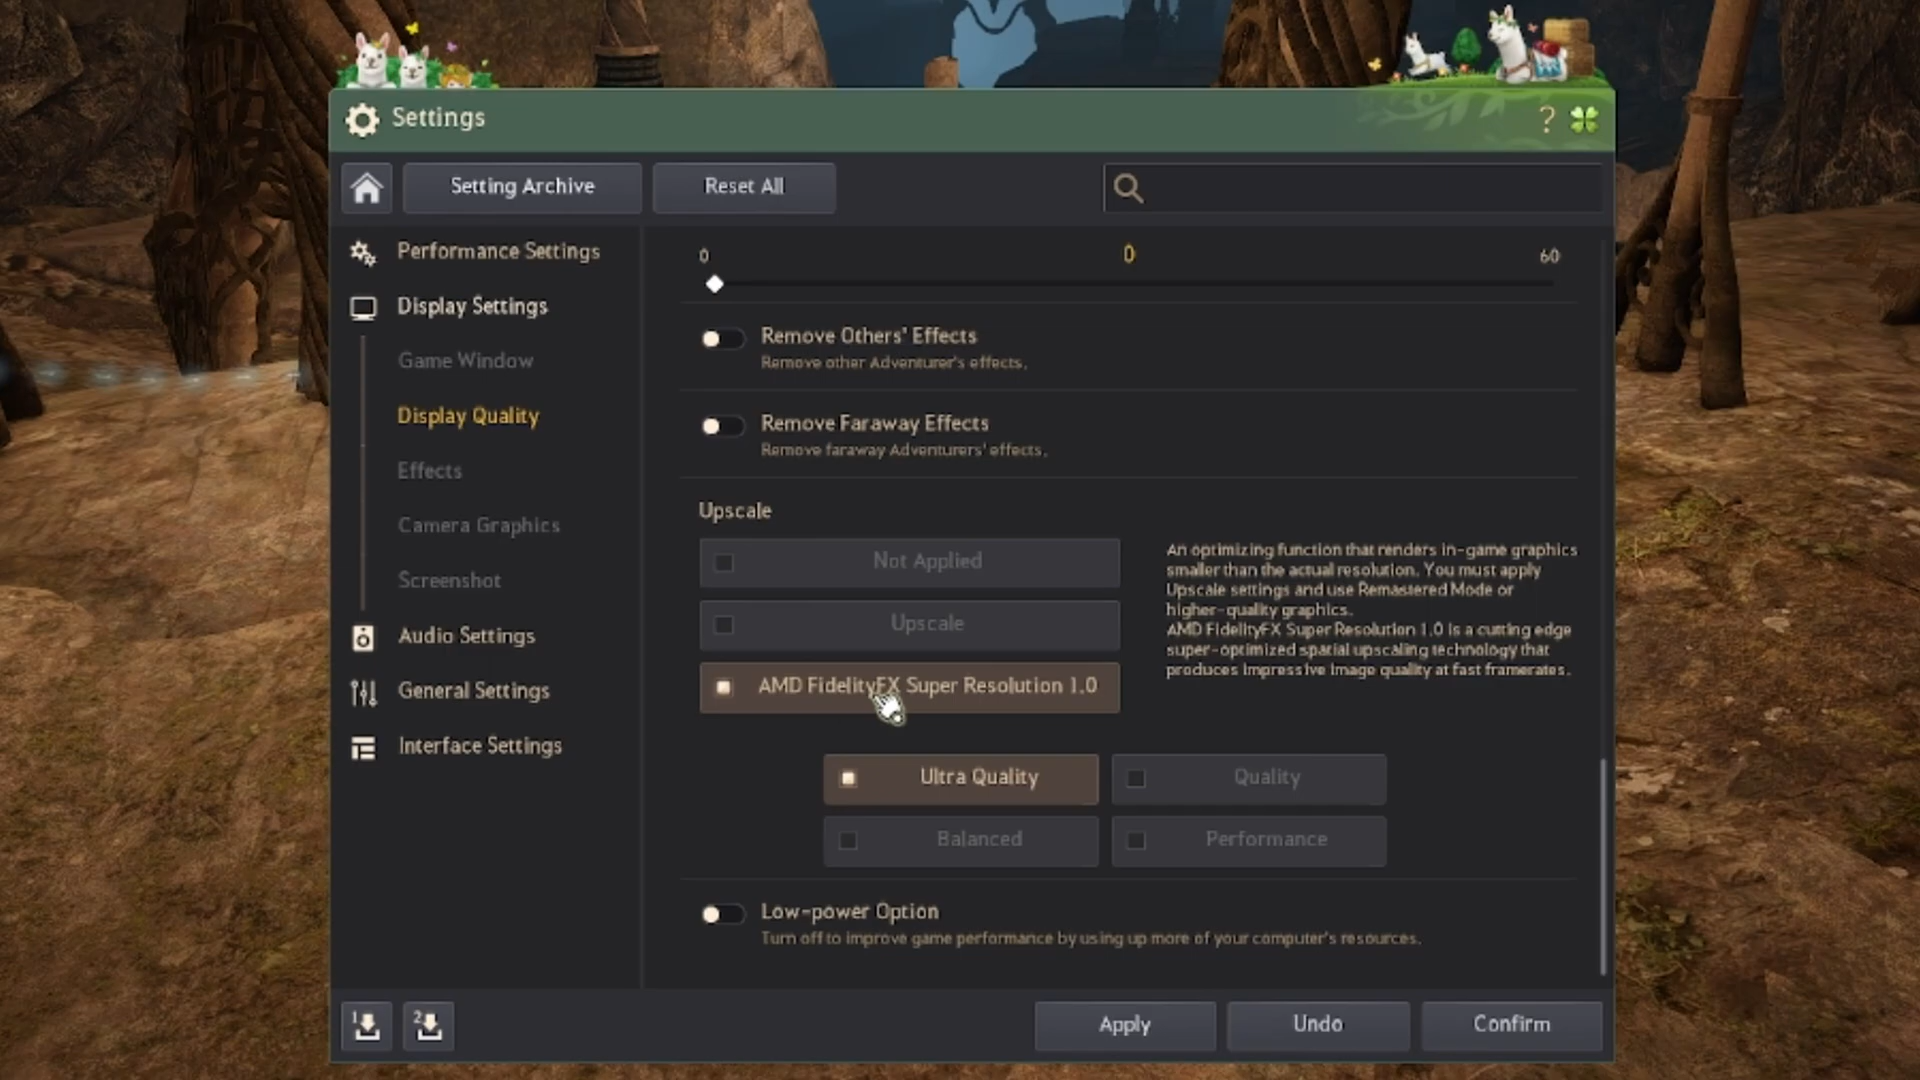 Settings
?
Setting Archive
Reset All
Performance Settings
Display Settings
Game Window
Display Quality
Effects
Camera Graphics
Screenshot
Audio Settings
General Settings
Interface Settings
0
0
60
Remove Others' Effects
Remove other Adventurer's effects.
Remove Faraway Effects
Remove faraway Adventurers' effects.
Upscale
Not Applied
Upscale
AMD FidelityFX Super Resolution 1.0
An optimizing function that renders in-game graphics
smaller than the actual resolution. You must apply
Upscale settings and use Remastered Mode or
higher-quality graphics.
AMD FidelityFX Super Resolution 1.0 is a cutting edge
super-optimized spatial upscaling technology that
produces impressive image quality at fast framerates.
Ultra Quality
Quality
Balanced
Performance
Low-power Option
Turn off to improve game performance by using up more of your computer's resources.
1
2
Apply
Undo
Confirm